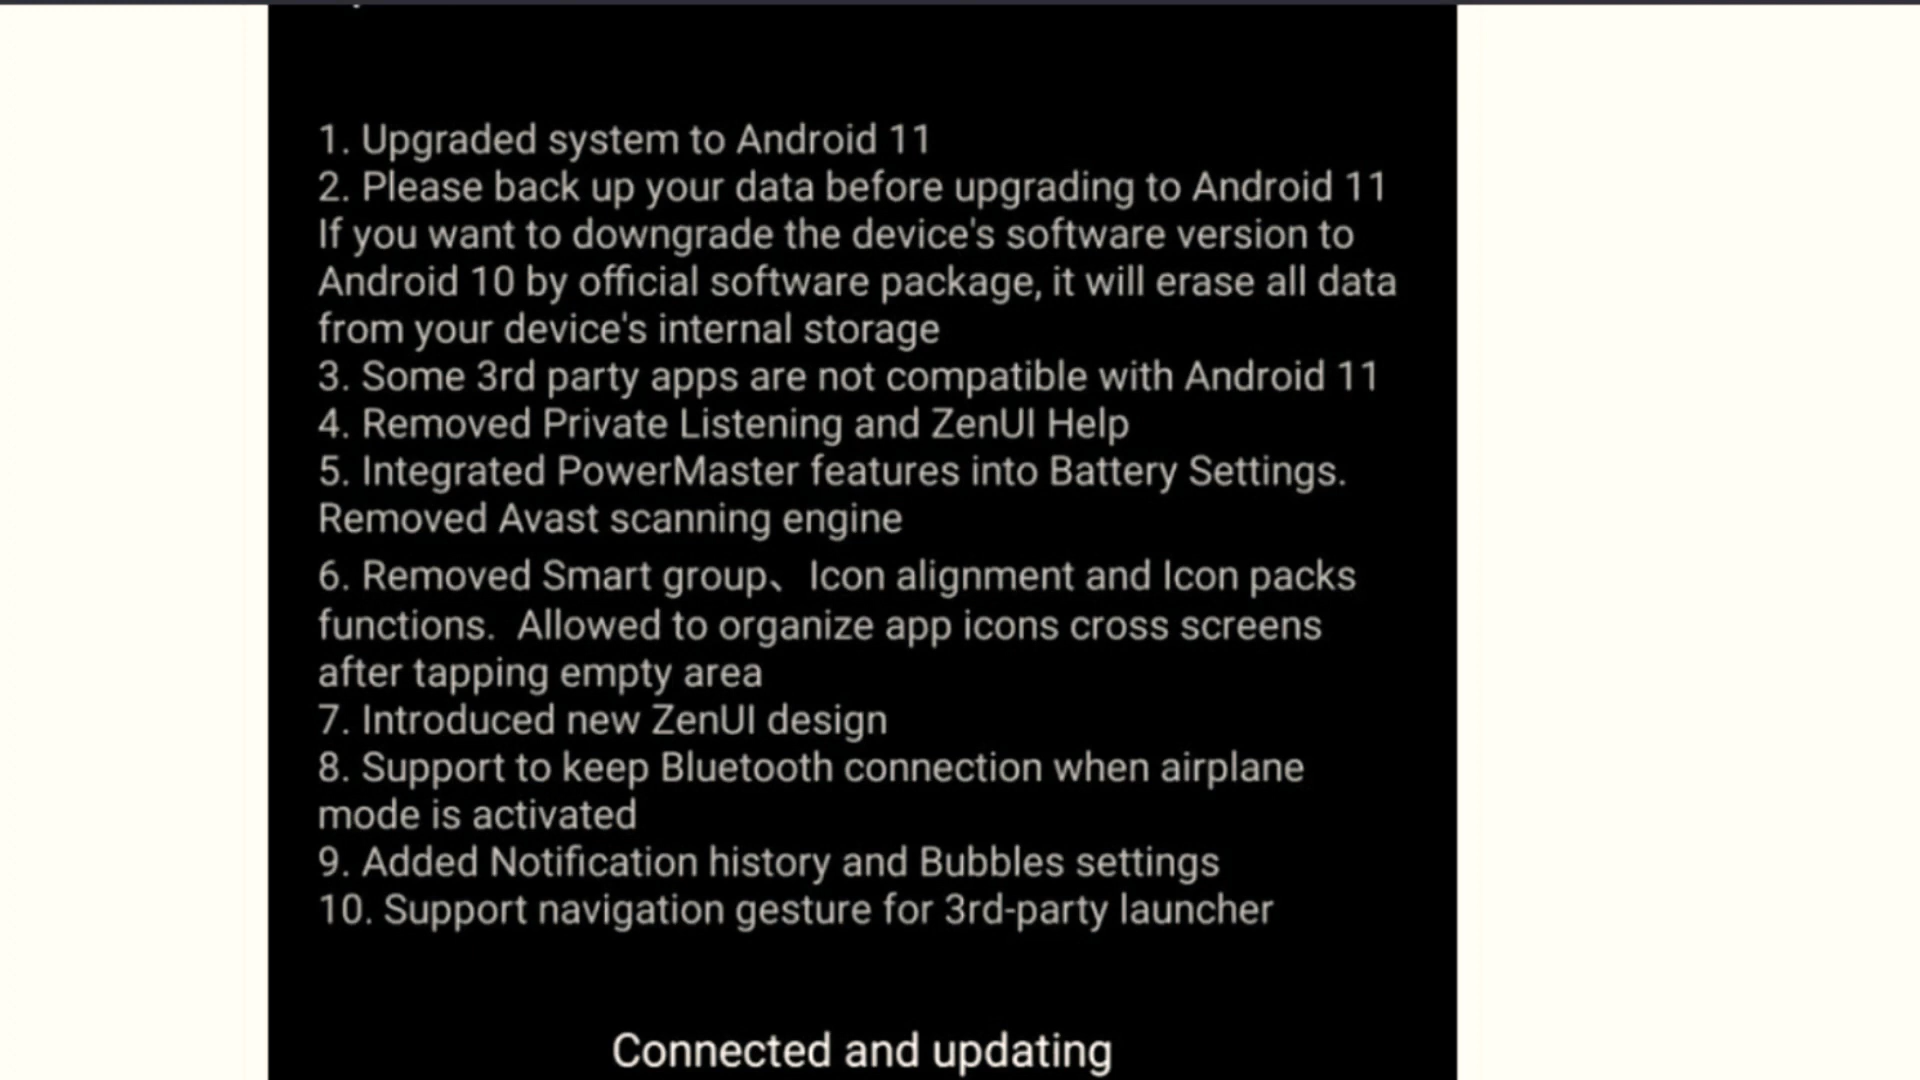 1. Upgraded system to Android 11
2. Please back up your data before upgrading to Android 11
If you want to downgrade the device's software version to
Android 10 by official software package, it will erase all data
from your device's internal storage
3. Some 3rd party apps are not compatible with Android 11
4. Removed Private Listening and ZenUI Help
5. Integrated PowerMaster features into Battery Settings.
Removed Avast scanning engine
6. Removed Smart group、 Icon alignment and Icon packs
functions.  Allowed to organize app icons cross screens
after tapping empty area
7. Introduced new ZenUI design
8. Support to keep Bluetooth connection when airplane
mode is activated
9. Added Notification history and Bubbles settings
10. Support navigation gesture for 3rd-party launcher
Connected and updating